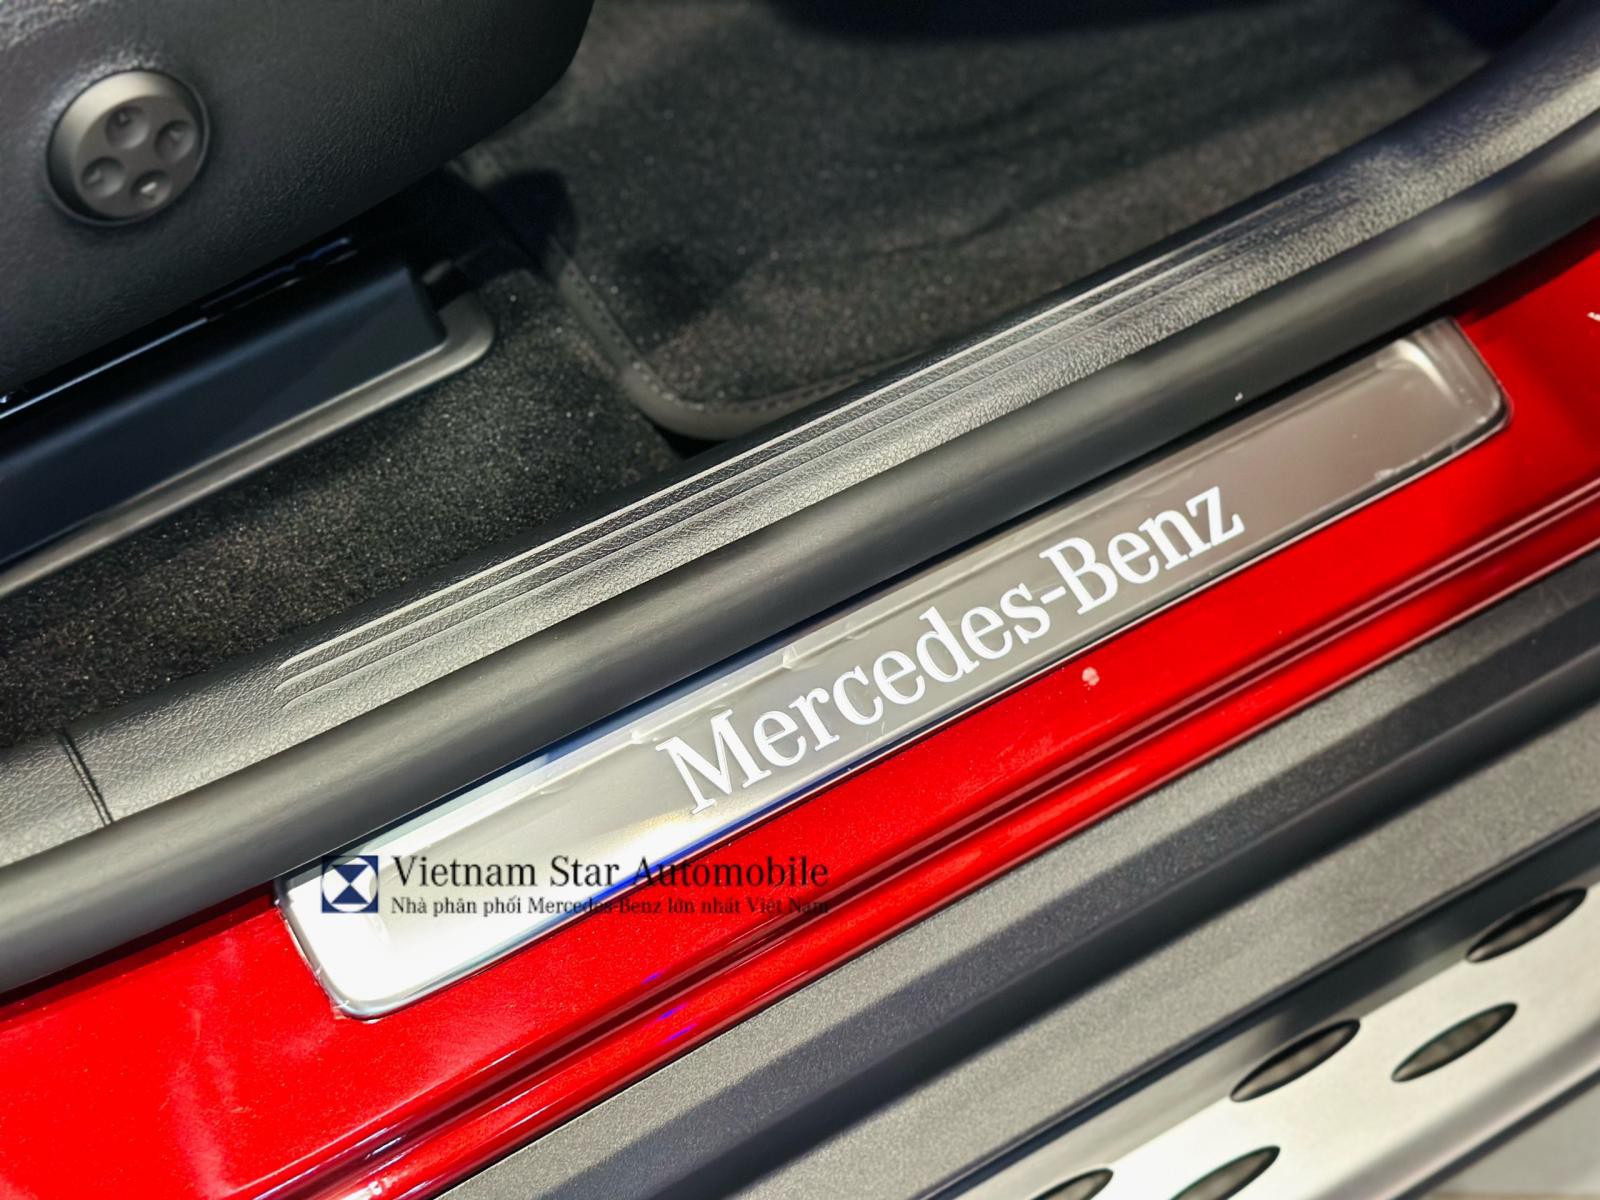 Mercedes-Benz
Vietnam Star Automobile
Nhà phân phối Mercedes-Benz lớn nhất Việt Nam